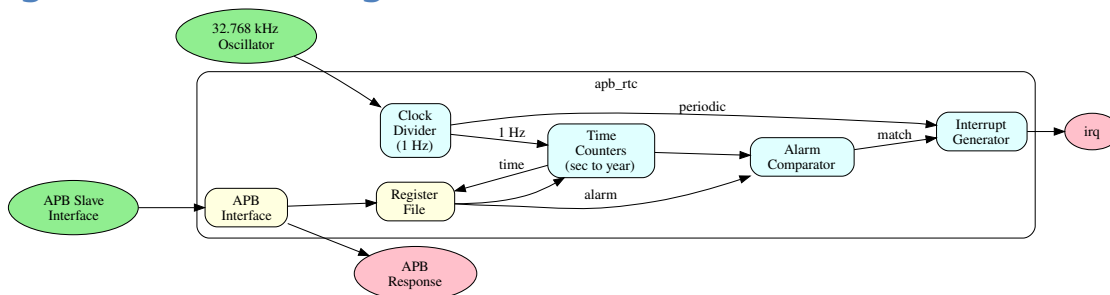 32.768 kHz
Oscillator
apb_rtc
Clock
Divider
(1 Hz)
periodic
1 Hz
Time
Counters
(sec to year)
Alarm
Comparator
match
Interrupt
Generator
irq
time
alarm
APB Slave
Interface
APB
Interface
Register
File
APB
Response